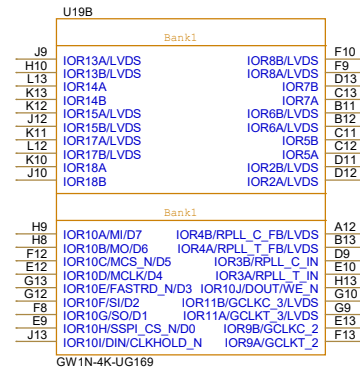 U19B
Bank1
J9 IOR13A/LVDS IOR8B/LVDS F10
H10 IOR13B/LVDS IOR8A/LVDS F9
L13 IOR14A IOR7B D13
K13 IOR14B IOR7A C13
K12 IOR15A/LVDS IOR6B/LVDS B11
J12 IOR15B/LVDS IOR6A/LVDS B12
K11 IOR17A/LVDS IOR5B C11
L12 IOR17B/LVDS IOR5A C12
K10 IOR18A IOR2B/LVDS D11
J10 IOR18B IOR2A/LVDS D12
Bank1
H9 IOR10A/MI/D7 IOR4B/RPLL_C_FB/LVDS A12
H8 IOR10B/MO/D6 IOR4A/RPLL_T_FB/LVDS B13
F12 IOR10C/MCS_N/D5 IOR3B/RPLL_C_IN D9
E12 IOR10D/MCLK/D4 IOR3A/RPLL_T_IN E10
G13 IOR10E/FASTRD_N/D3 IOR10J/DOUT/WE_N H13
G12 IOR10F/SI/D2 IOR11B/GCLKC_3/LVDS G10
F8 IOR10G/SO/D1 IOR11A/GCLKT_3/LVDS G9
E9 IOR10H/SSPI_CS_N/D0 IOR9B/GCLKC_2 E13
J13 IOR10I/DIN/CLKHOLD_N IOR9A/GCLKT_2 F13
GW1N-4K-UG169